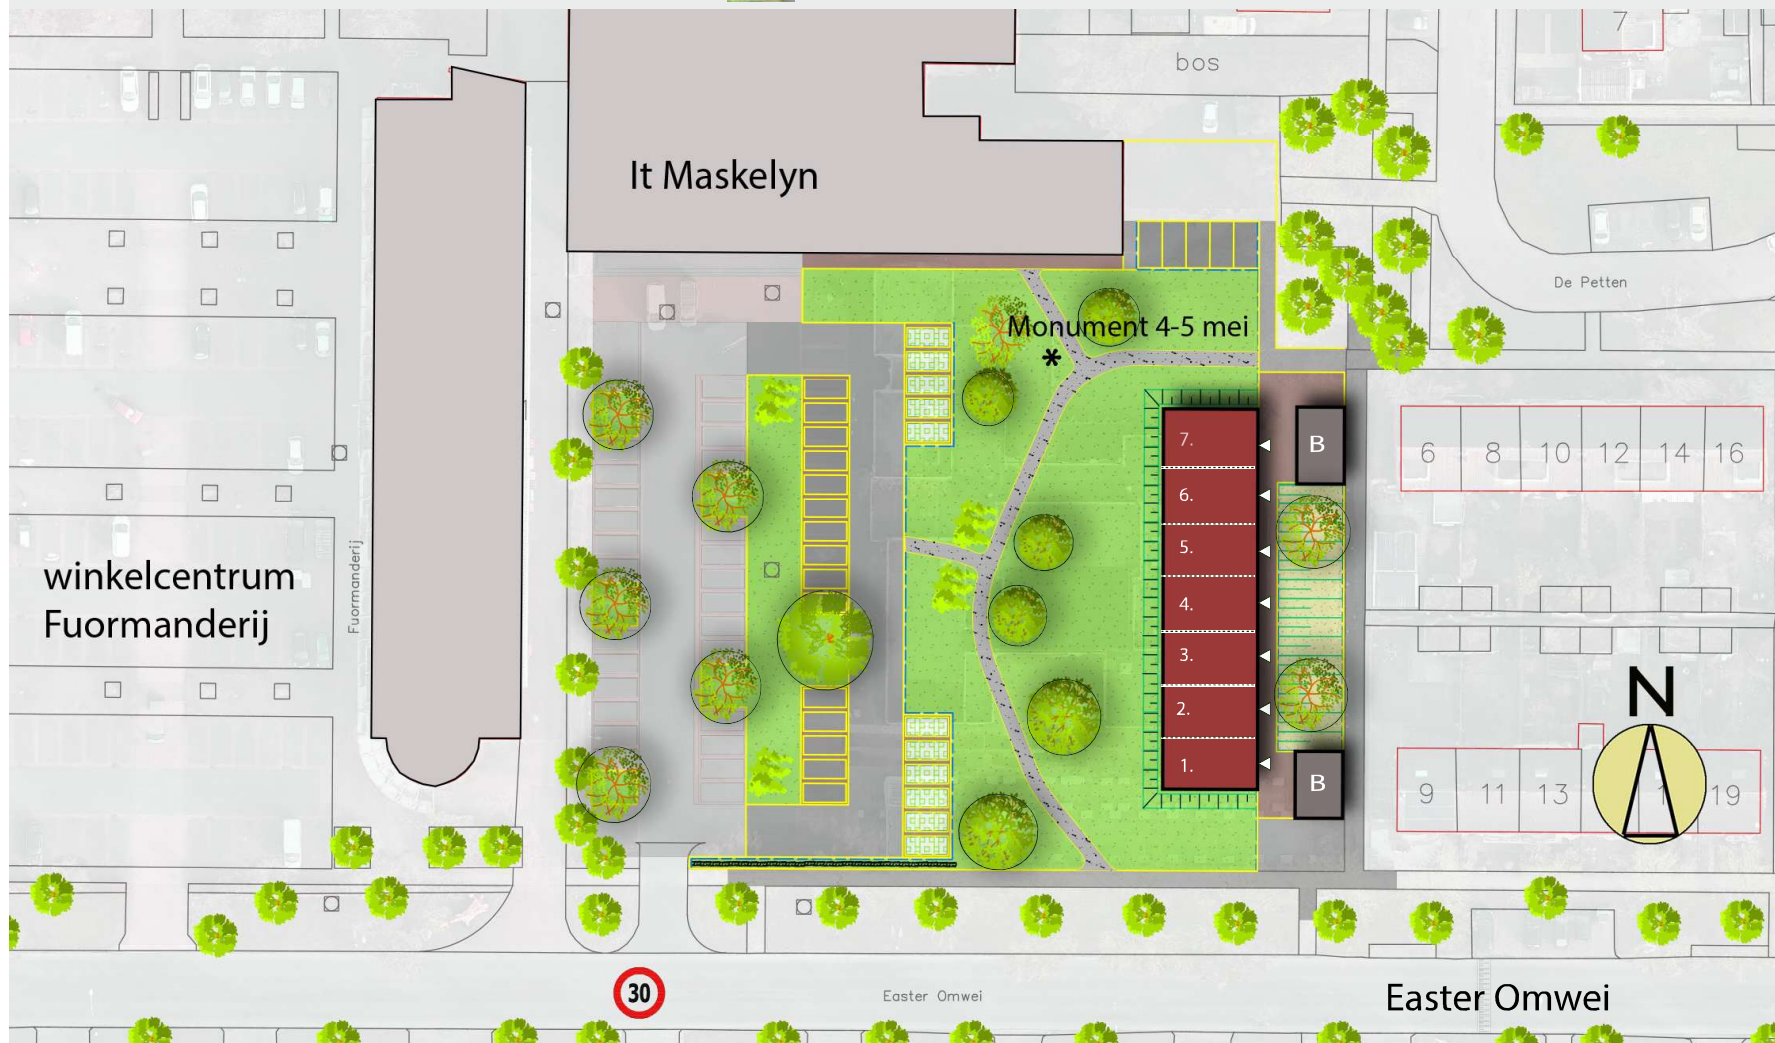 7
bos
It Maskelyn
De Petten
Monument 4-5 mei
*
7.
6.
5.
4.
3.
2.
1.
B
B
6 8 10 12 14 16
winkelcentrum
Fuormanderij
Fuormanderij
N
9 11 13 1 19
30
Easter Omwei
Easter Omwei